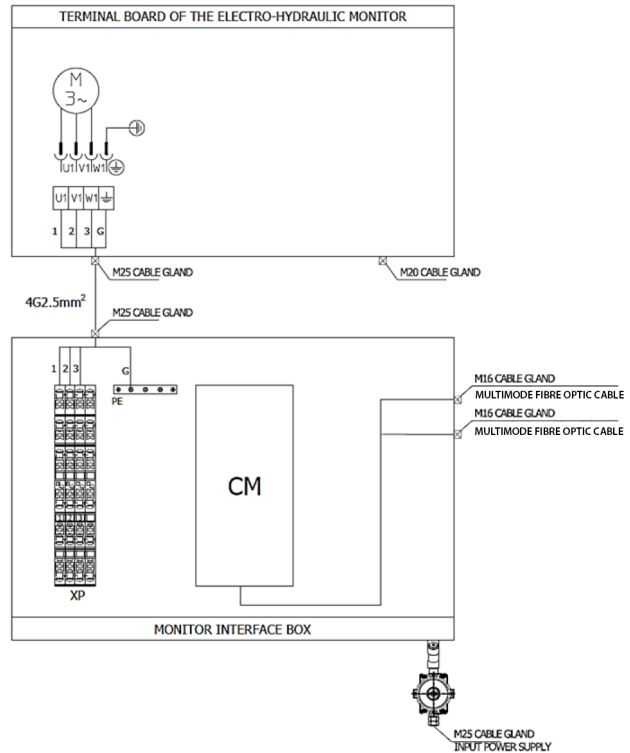 TERMINAL BOARD OF THE ELECTRO-HYDRAULIC MONITOR
M
3~
U1 V1 W1
U1 V1 W1
1 2 3 G
M25 CABLE GLAND
M20 CABLE GLAND
4G2.5mm²
M25 CABLE GLAND
1 2 3 G
PE
M16 CABLE GLAND
MULTIMODE FIBRE OPTIC CABLE
M16 CABLE GLAND
MULTIMODE FIBRE OPTIC CABLE
CM
XP
MONITOR INTERFACE BOX
M25 CABLE GLAND
INPUT POWER SUPPLY